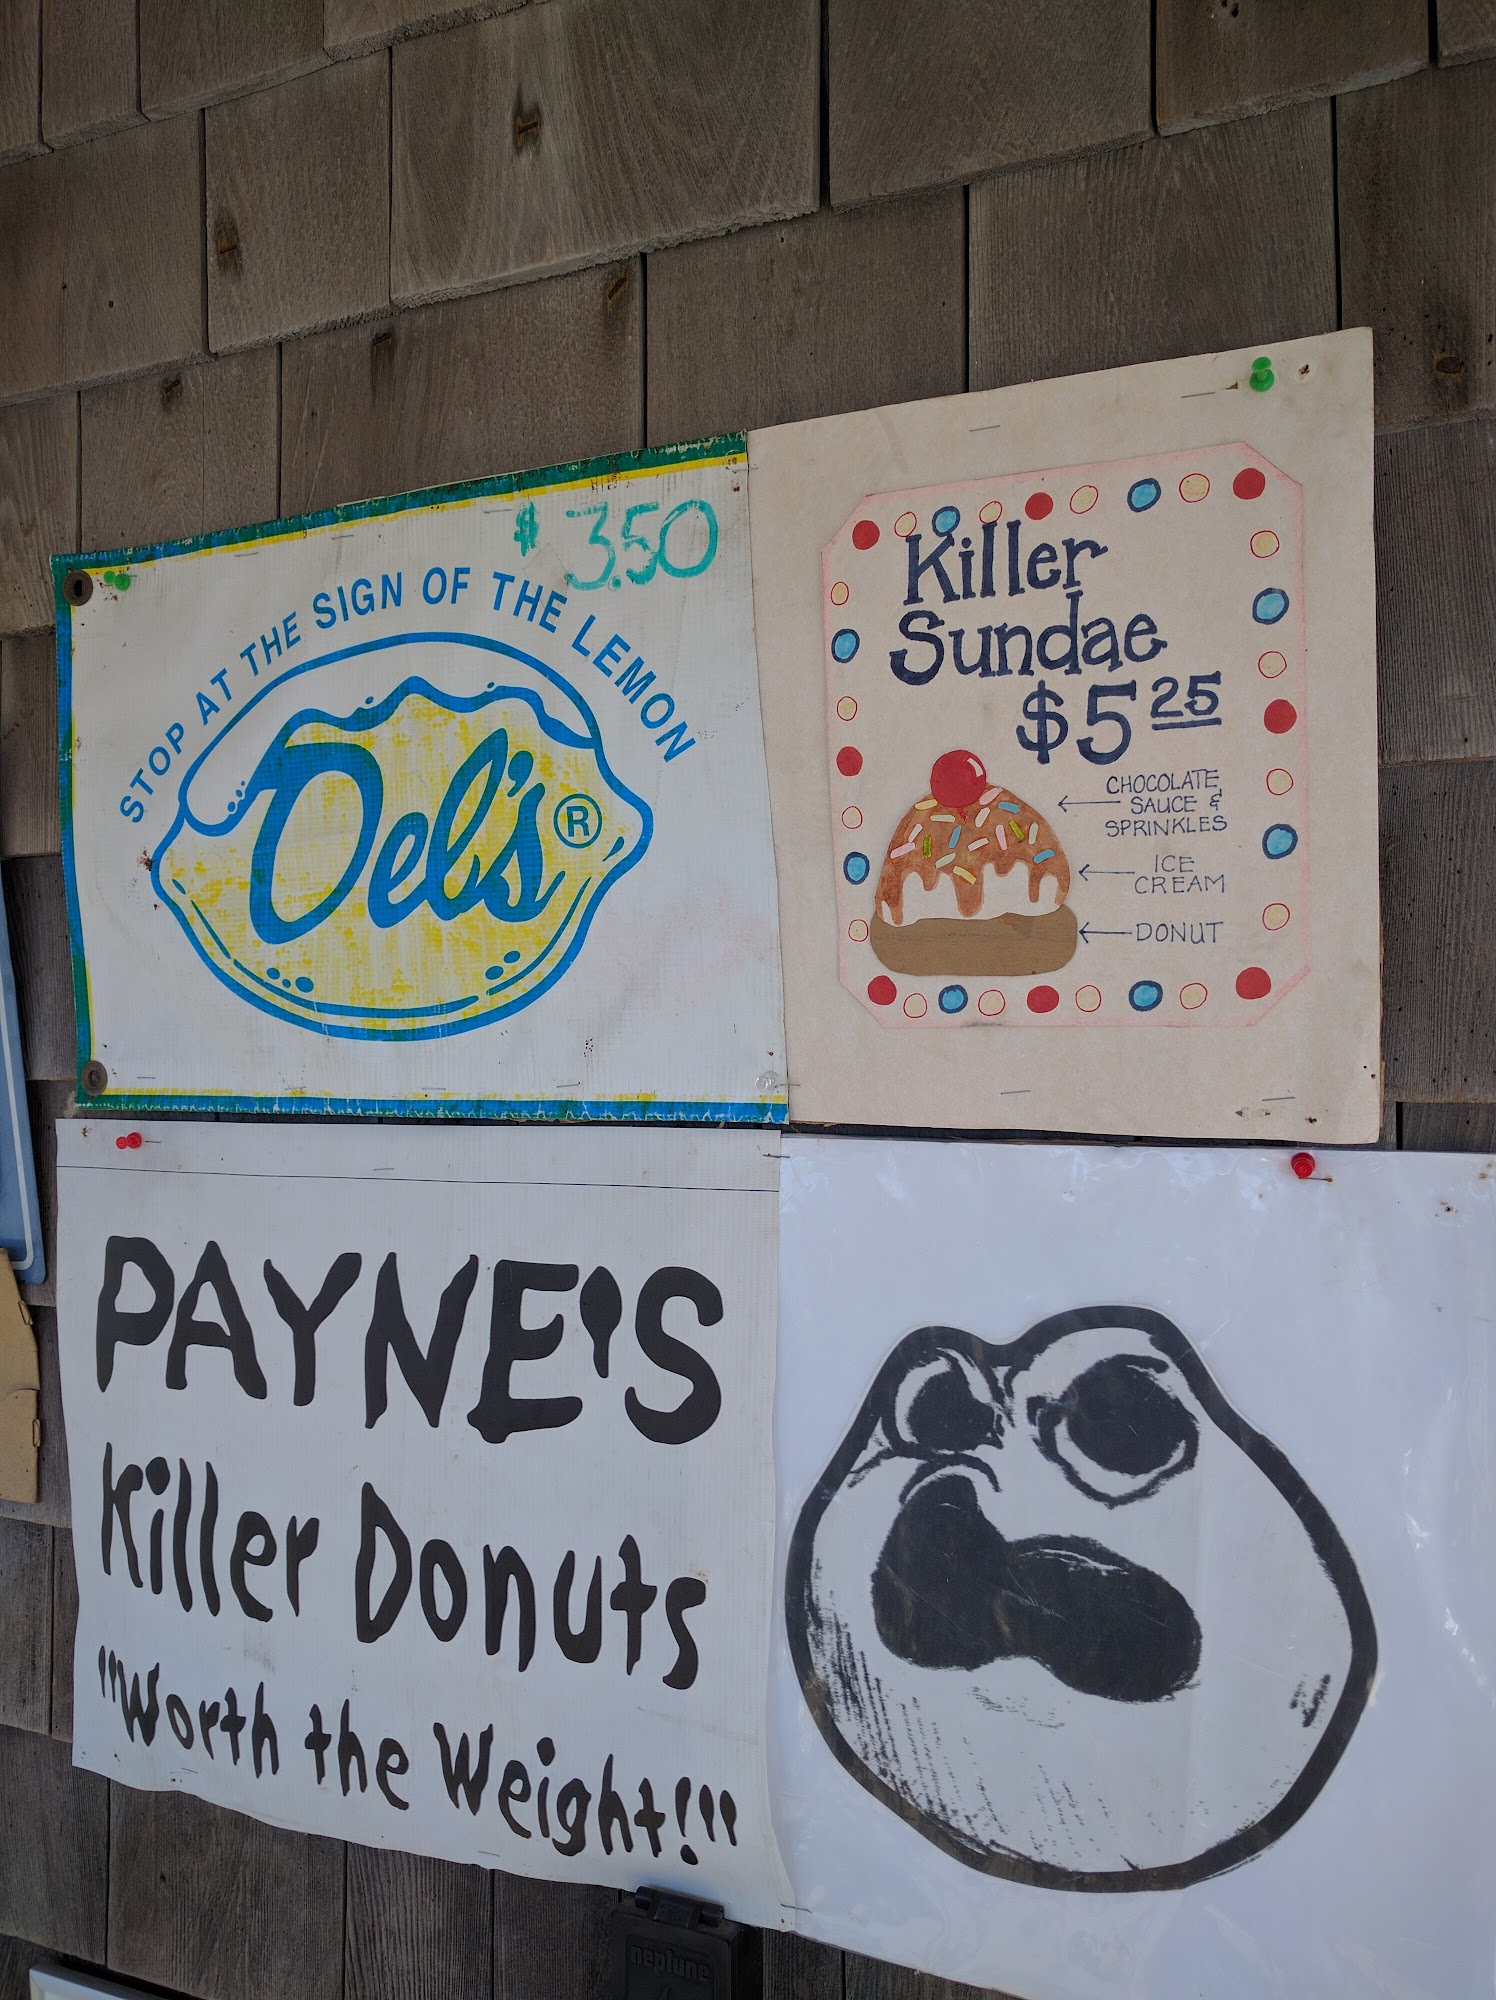 $ 3.50
STOP AT THE SIGN OF THE LEMON
Del's®
Killer
Sundae
$5 25
CHOCOLATE
SAUCE &
SPRINKLES
ICE
CREAM
DONUT
PAYNE'S
Killer Donuts
"Worth the Weight!"
neptune